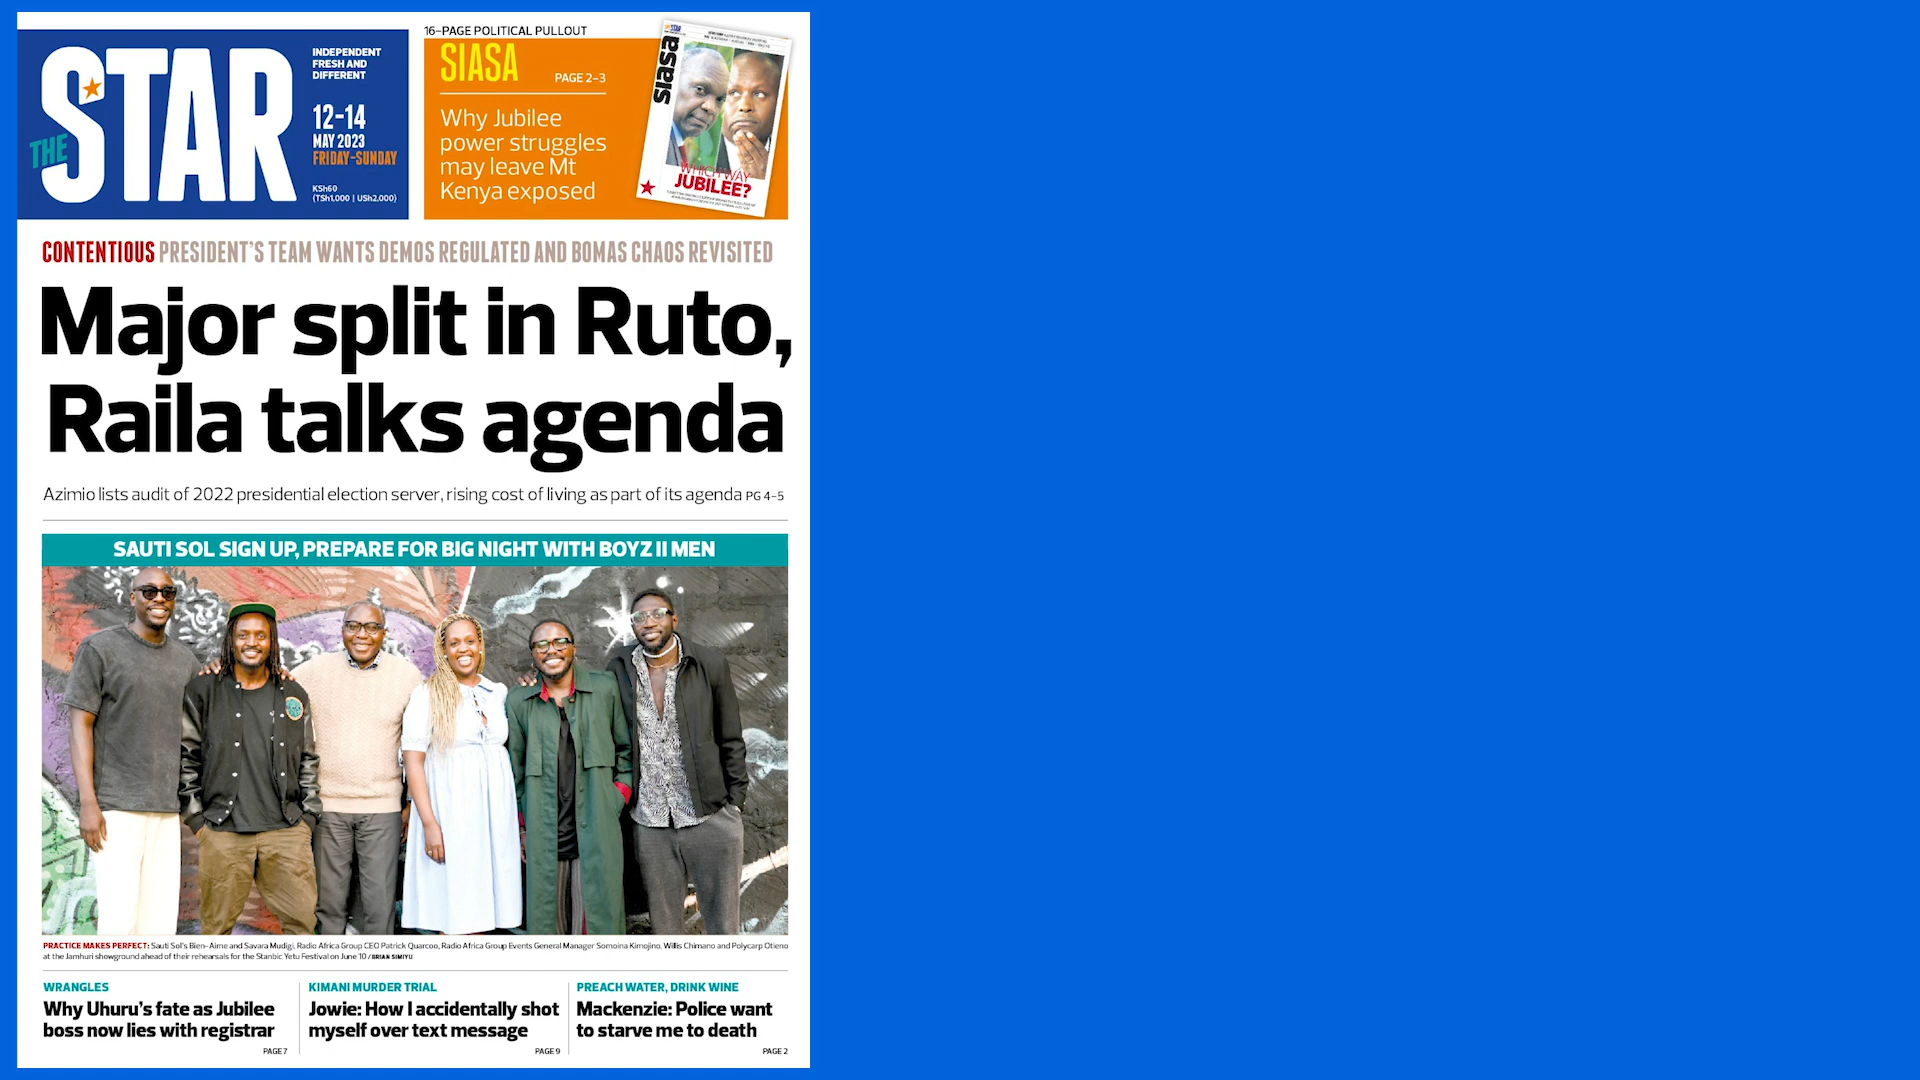 THE STAR
INDEPENDENT
FRESH AND
DIFFERENT
12-14
MAY 2023
FRIDAY-SUNDAY
KSh60
(TSh1,000 | USh2,000)
16-PAGE POLITICAL PULLOUT
SIASA
PAGE 2-3
Why Jubilee
power struggles
may leave Mt
Kenya exposed
siasa
WHICH WAY
JUBILEE?
CONTENTIOUS PRESIDENT'S TEAM WANTS DEMOS REGULATED AND BOMAS CHAOS REVISITED
Major split in Ruto,
Raila talks agenda
Azimio lists audit of 2022 presidential election server, rising cost of living as part of its agenda PG 4-5
SAUTI SOL SIGN UP, PREPARE FOR BIG NIGHT WITH BOYZ II MEN
PRACTICE MAKES PERFECT: Sauti Sol's Bien-Aime and Savara Mudigi, Radio Africa Group CEO Patrick Quarcoo, Radio Africa Group Events General Manager Somoina Kimojino, Willis Chimano and Polycarp Otieno
at the Jamhuri showground ahead of their rehearsals for the Stanbic Yetu Festival on June 10 / BRIAN SIMIYU
WRANGLES
Why Uhuru's fate as Jubilee
boss now lies with registrar
PAGE 7
KIMANI MURDER TRIAL
Jowie: How I accidentally shot
myself over text message
PAGE 9
PREACH WATER, DRINK WINE
Mackenzie: Police want
to starve me to death
PAGE 2